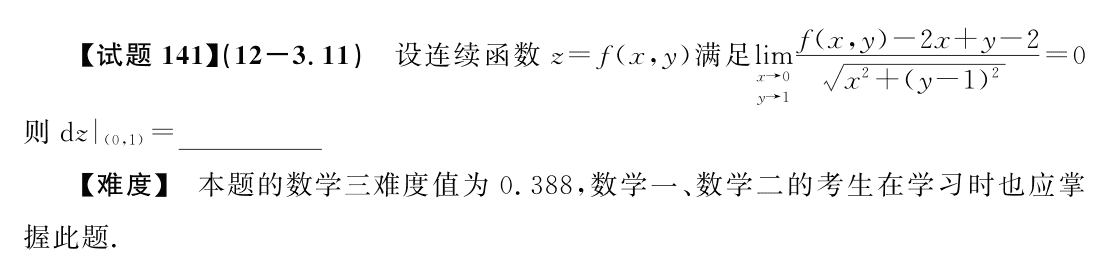 【试题 141】(12-3.11) 设连续函数 z=f(x,y)满足 $\lim\limits_{\substack{x\to 0\\ y\to 1}}\frac{f(x,y)-2x+y-2}{\sqrt{x^2+(y-1)^2}}=0$
则 $\mathrm{d}z|_{(0,1)}=$ ________
【难度】 本题的数学三难度值为 0.388,数学一、数学二的考生在学习时也应掌
握此题.